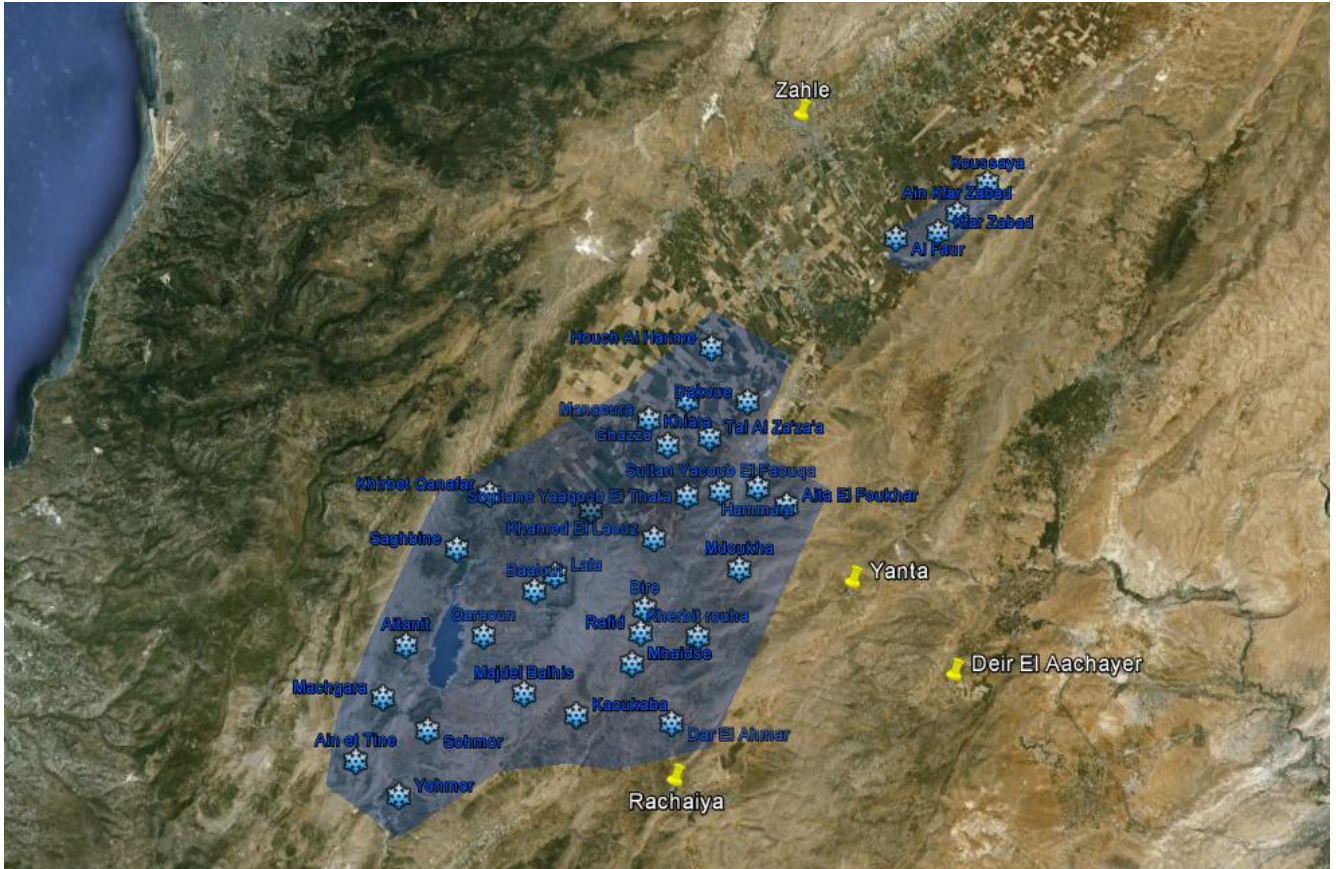 Zahle
Koussaya
Ain Kfar Zabad
Kfar Zabad
Al Faur
Houch Al Harime
Dakoue
Mansoura
Khiara
Tal Al Za'za'a
Ghazze
Sultan Yacoub El Faouqa
Khirbet Qanafar
Soultane Yaaqoub El Thata
Aita El Foukhar
Hammara
Khamed El Laouz
Saghbine
Mdoukha
Lala
Baaloul
Yanta
Bire
Qaraoun
Kherbit rouha
Rafid
Aitanit
Mhaidse
Deir El Aachayer
Majdel Balhis
Machgara
Kaoukaba
Dar El Ahmar
Ain et Tine
Sohmor
Yohmor
Rachaiya